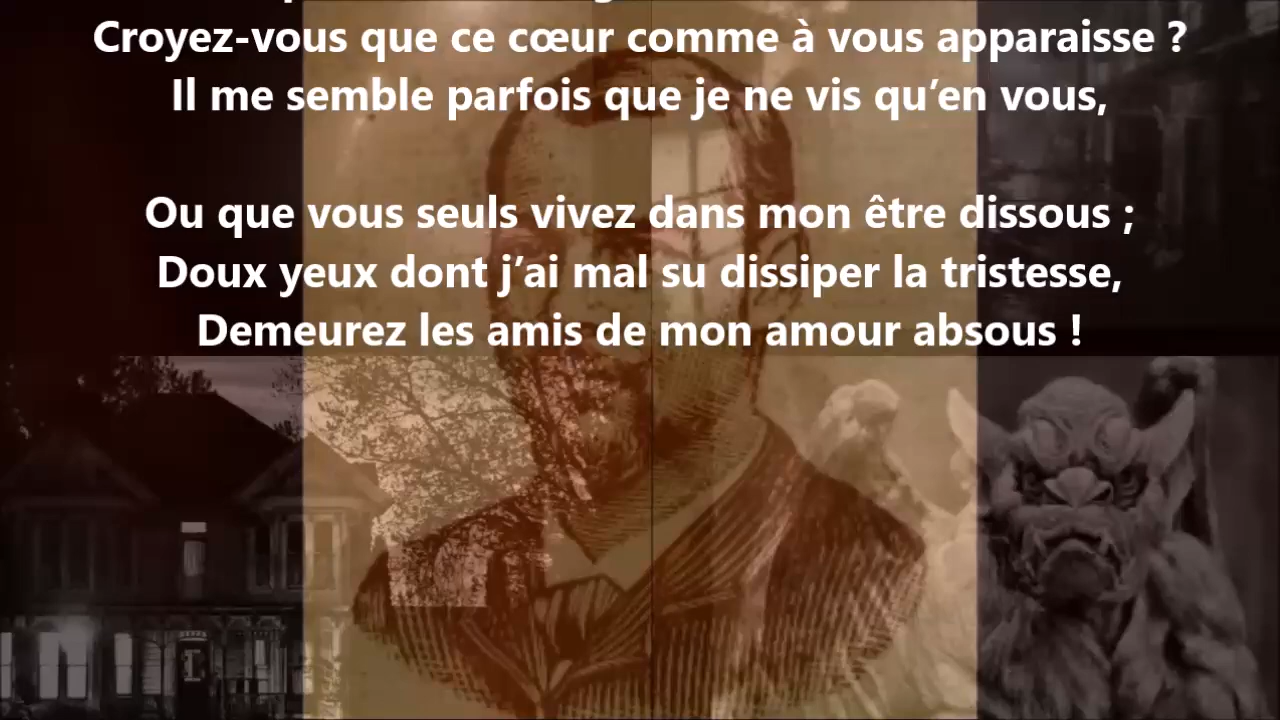 Croyez-vous que ce cœur comme à vous apparaisse ?
Il me semble parfois que je ne vis qu’en vous,
Ou que vous seuls vivez dans mon être dissous ;
Doux yeux dont j’ai mal su dissiper la tristesse,
Demeurez les amis de mon amour absous !